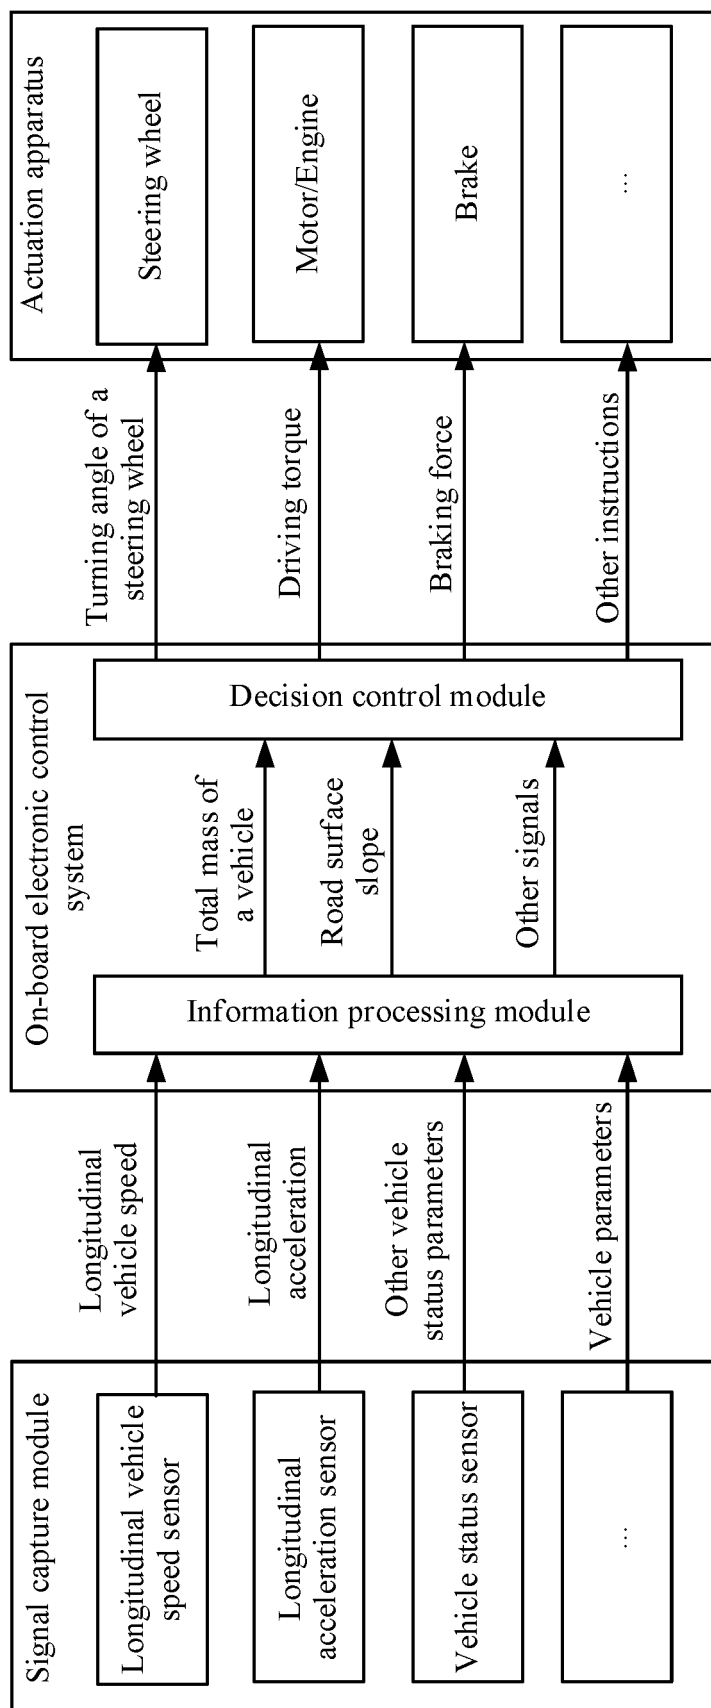 Signal capture module
Longitudinal vehicle
speed sensor
Longitudinal
acceleration sensor
Vehicle status sensor
...
Longitudinal
vehicle speed
Longitudinal
acceleration
Other vehicle
status parameters
Vehicle parameters
On-board electronic control
system
Information processing module
Total mass of
a vehicle
Road surface
slope
Other signals
Decision control module
Turning angle of a
steering wheel
Driving torque
Braking force
Other instructions
Actuation apparatus
Steering wheel
Motor/Engine
Brake
...